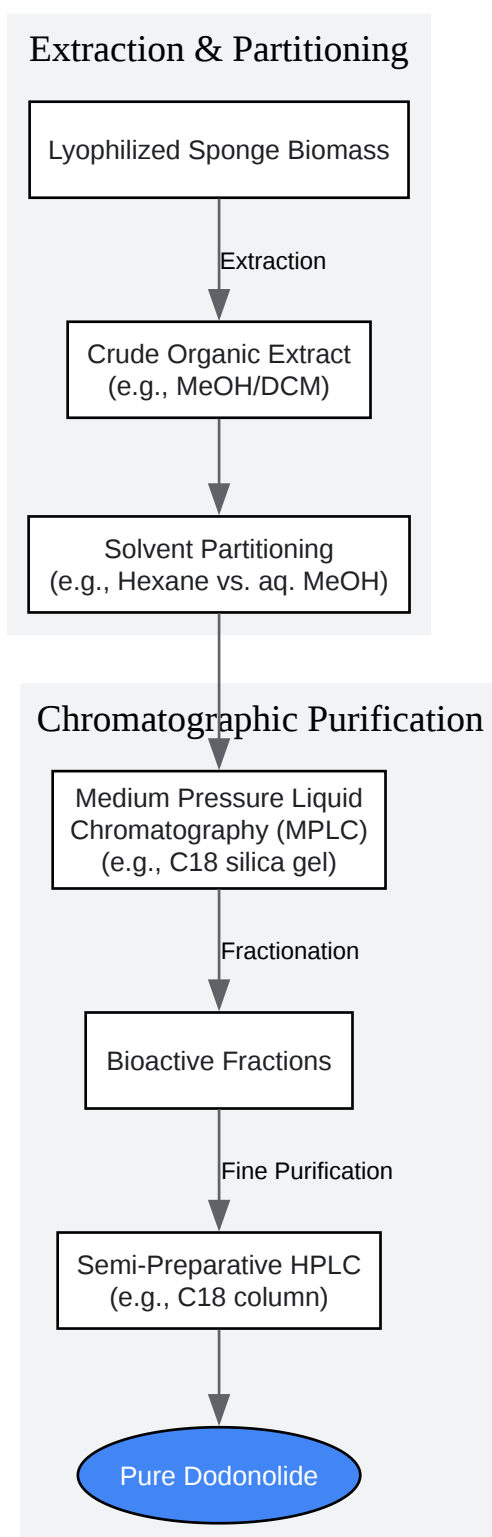 Extraction & Partitioning
Lyophilized Sponge Biomass
Extraction
Crude Organic Extract
(e.g., MeOH/DCM)
Solvent Partitioning
(e.g., Hexane vs. aq. MeOH)
Chromatographic Purification
Medium Pressure Liquid
Chromatography (MPLC)
(e.g., C18 silica gel)
Fractionation
Bioactive Fractions
Fine Purification
Semi-Preparative HPLC
(e.g., C18 column)
Pure Dodonolide